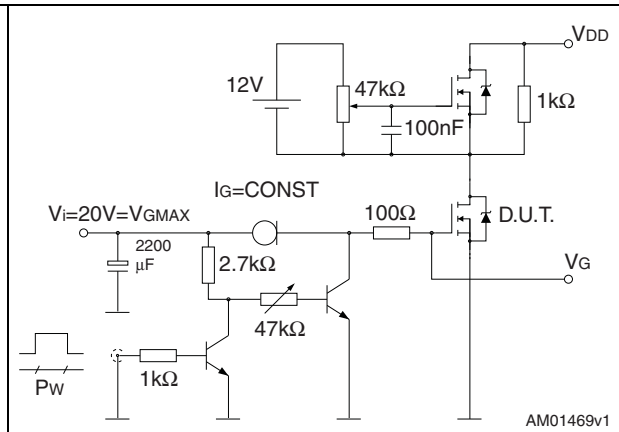 VDD
12V
47kΩ
1kΩ
100nF
IG=CONST
Vi=20V=VGMAX
100Ω
D.U.T.
2200
μF
2.7kΩ
VG
47kΩ
1kΩ
PW
AM01469v1